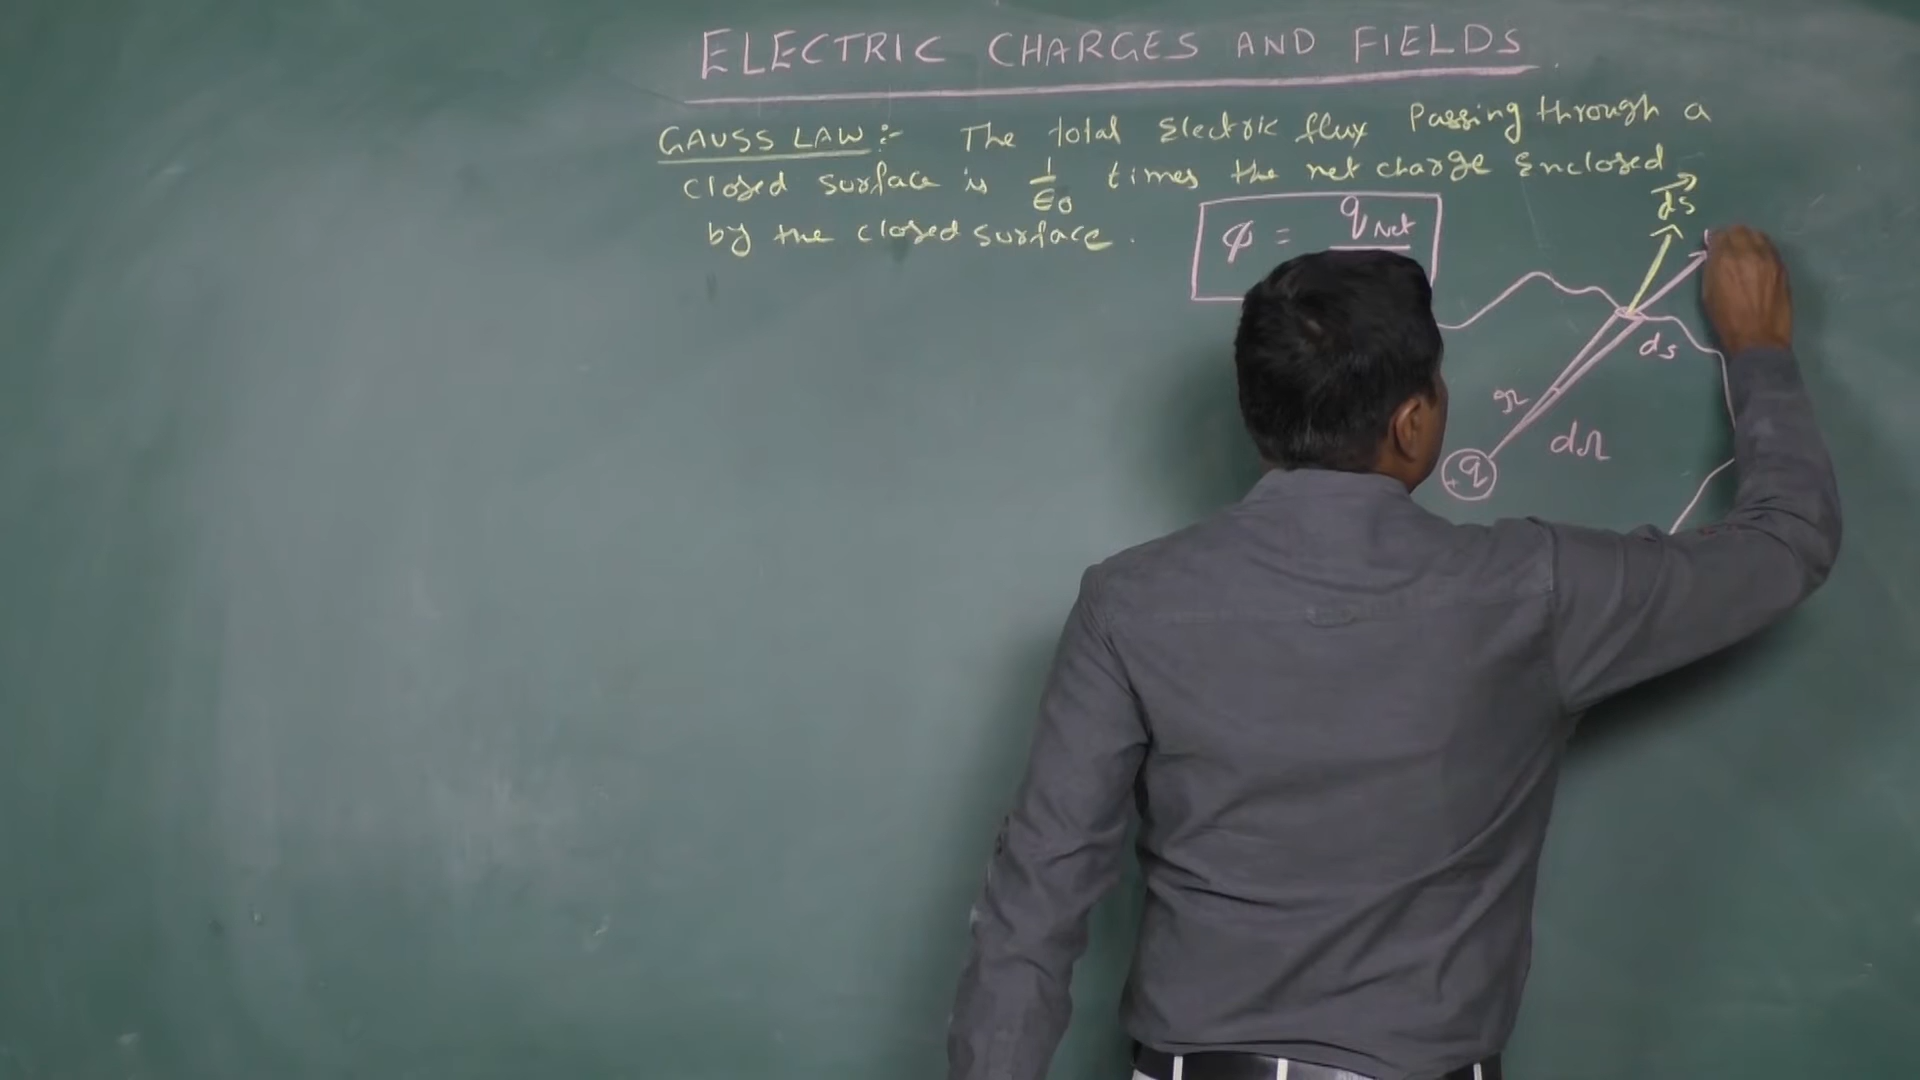 ELECTRIC CHARGES AND FIELDS
GAUSS LAW :- The total Electric flux Passing through a
closed surface is 1/ε0 times the net charge Enclosed
by the closed surface.
φ = qNet
ds
ds
r
dΩ
+q